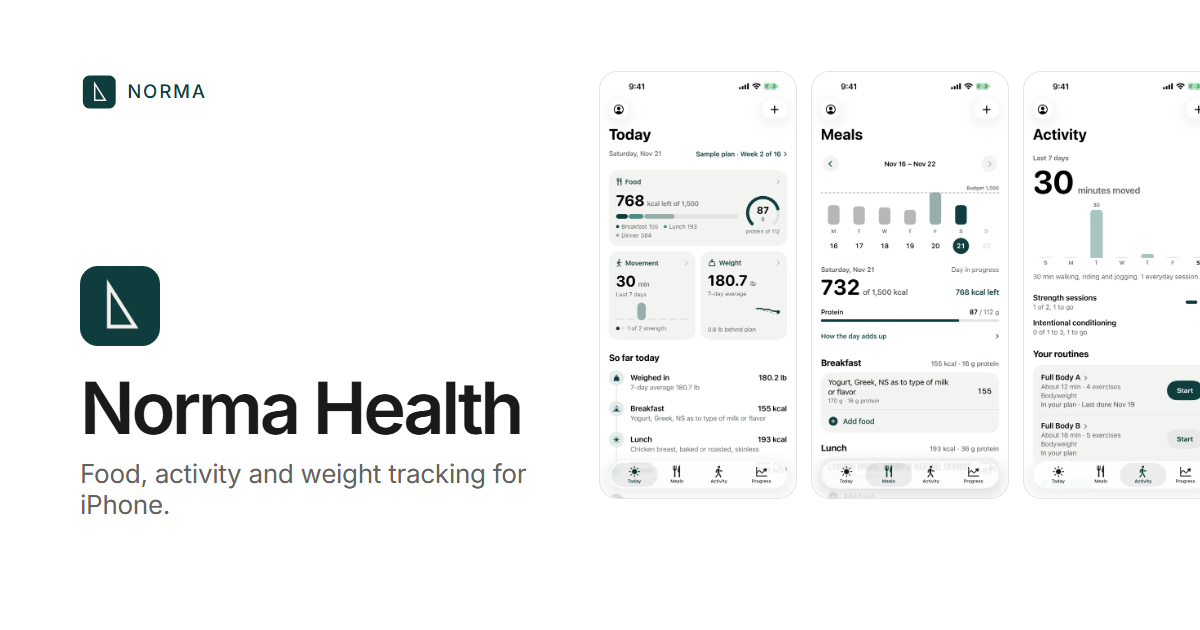 NORMA
Norma Health
Food, activity and weight tracking for
iPhone.
9:41
Today
Saturday, Nov 21
Sample plan · Week 2 of 16
Food
768 kcal left of 1,500
Breakfast 155 Lunch 193
Dinner 384
87
g
protein of 112
Movement
30 min
Last 7 days
1 of 2 strength
Weight
180.7 lb
7-day average
0.8 lb behind plan
So far today
Weighed in 180.2 lb
7-day average 180.7 lb
Breakfast 155 kcal
Yogurt, Greek, NS as to type of milk or flavor
Lunch 193 kcal
Chicken breast, baked or roasted, skinless
Today Meals Activity Progress
9:41
Meals
Nov 16 – Nov 22
Budget 1,500
M T W T F S S
16 17 18 19 20 21 22
Saturday, Nov 21 Day in progress
732 of 1,500 kcal 768 kcal left
Protein 87 / 112 g
How the day adds up
Breakfast 155 kcal · 16 g protein
Yogurt, Greek, NS as to type of milk
or flavor
155
170 g · 16 g protein
Add food
Lunch 193 kcal · 36 g protein
Add food
Today Meals Activity Progress
9:41
Activity
Last 7 days
30 minutes moved
30
S M T W T F S
30 min walking, riding and jogging. 1 everyday session.
Strength sessions
1 of 2, 1 to go
Intentional conditioning
0 of 1 to 3, 1 to go
Your routines
Full Body A
About 12 min · 4 exercises
Bodyweight
In your plan · Last done Nov 19
Start
Full Body B
About 18 min · 5 exercises
Bodyweight
In your plan
Start
Today Meals Activity Progress